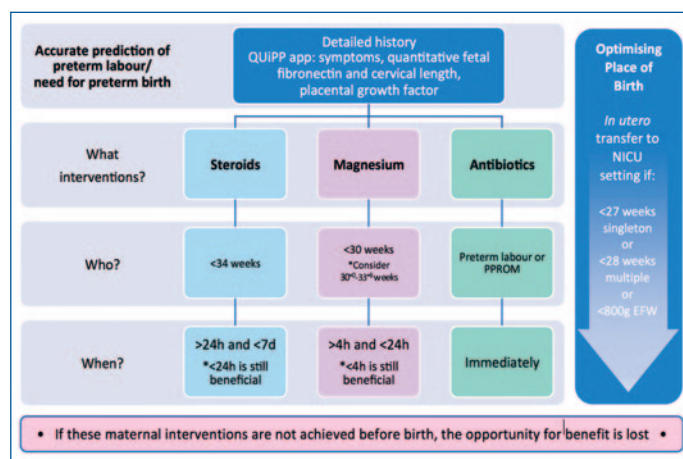 Accurate prediction of
preterm labour/
need for preterm birth
Detailed history
QUiPP app: symptoms, quantitative fetal
fibronectin and cervical length,
placental growth factor
What
interventions?
Steroids
Magnesium
Antibiotics
Who?
<34 weeks
<30 weeks
*Consider
30⁺⁰-33⁺⁶ weeks
Preterm labour or
PPROM
When?
>24h and <7d
*<24h is still
beneficial
>4h and <24h
*<4h is still
beneficial
Immediately
Optimising
Place of
Birth
In utero
transfer to
NICU
setting if:
<27 weeks
singleton
or
<28 weeks
multiple
or
<800g EFW
• If these maternal interventions are not achieved before birth, the opportunity for benefit is lost •